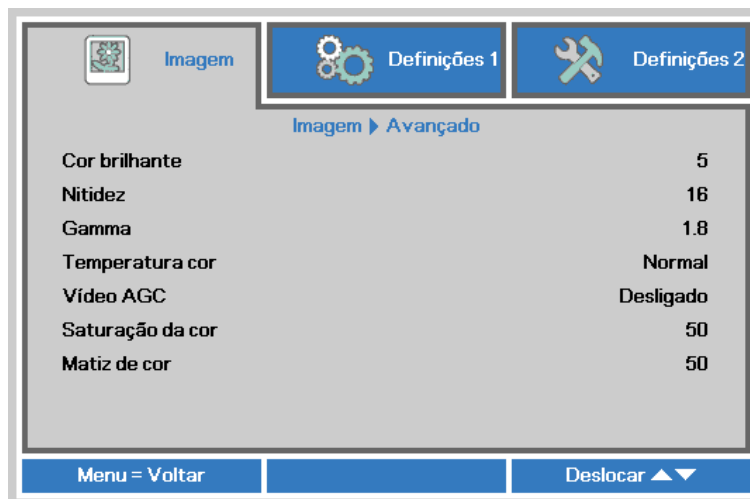 Imagem Definições 1 Definições 2
Imagem Avançado
Cor brilhante 5
Nitidez 16
Gamma 1.8
Temperatura cor Normal
Vídeo AGC Desligado
Saturação da cor 50
Matiz de cor 50
Menu = Voltar Deslocar